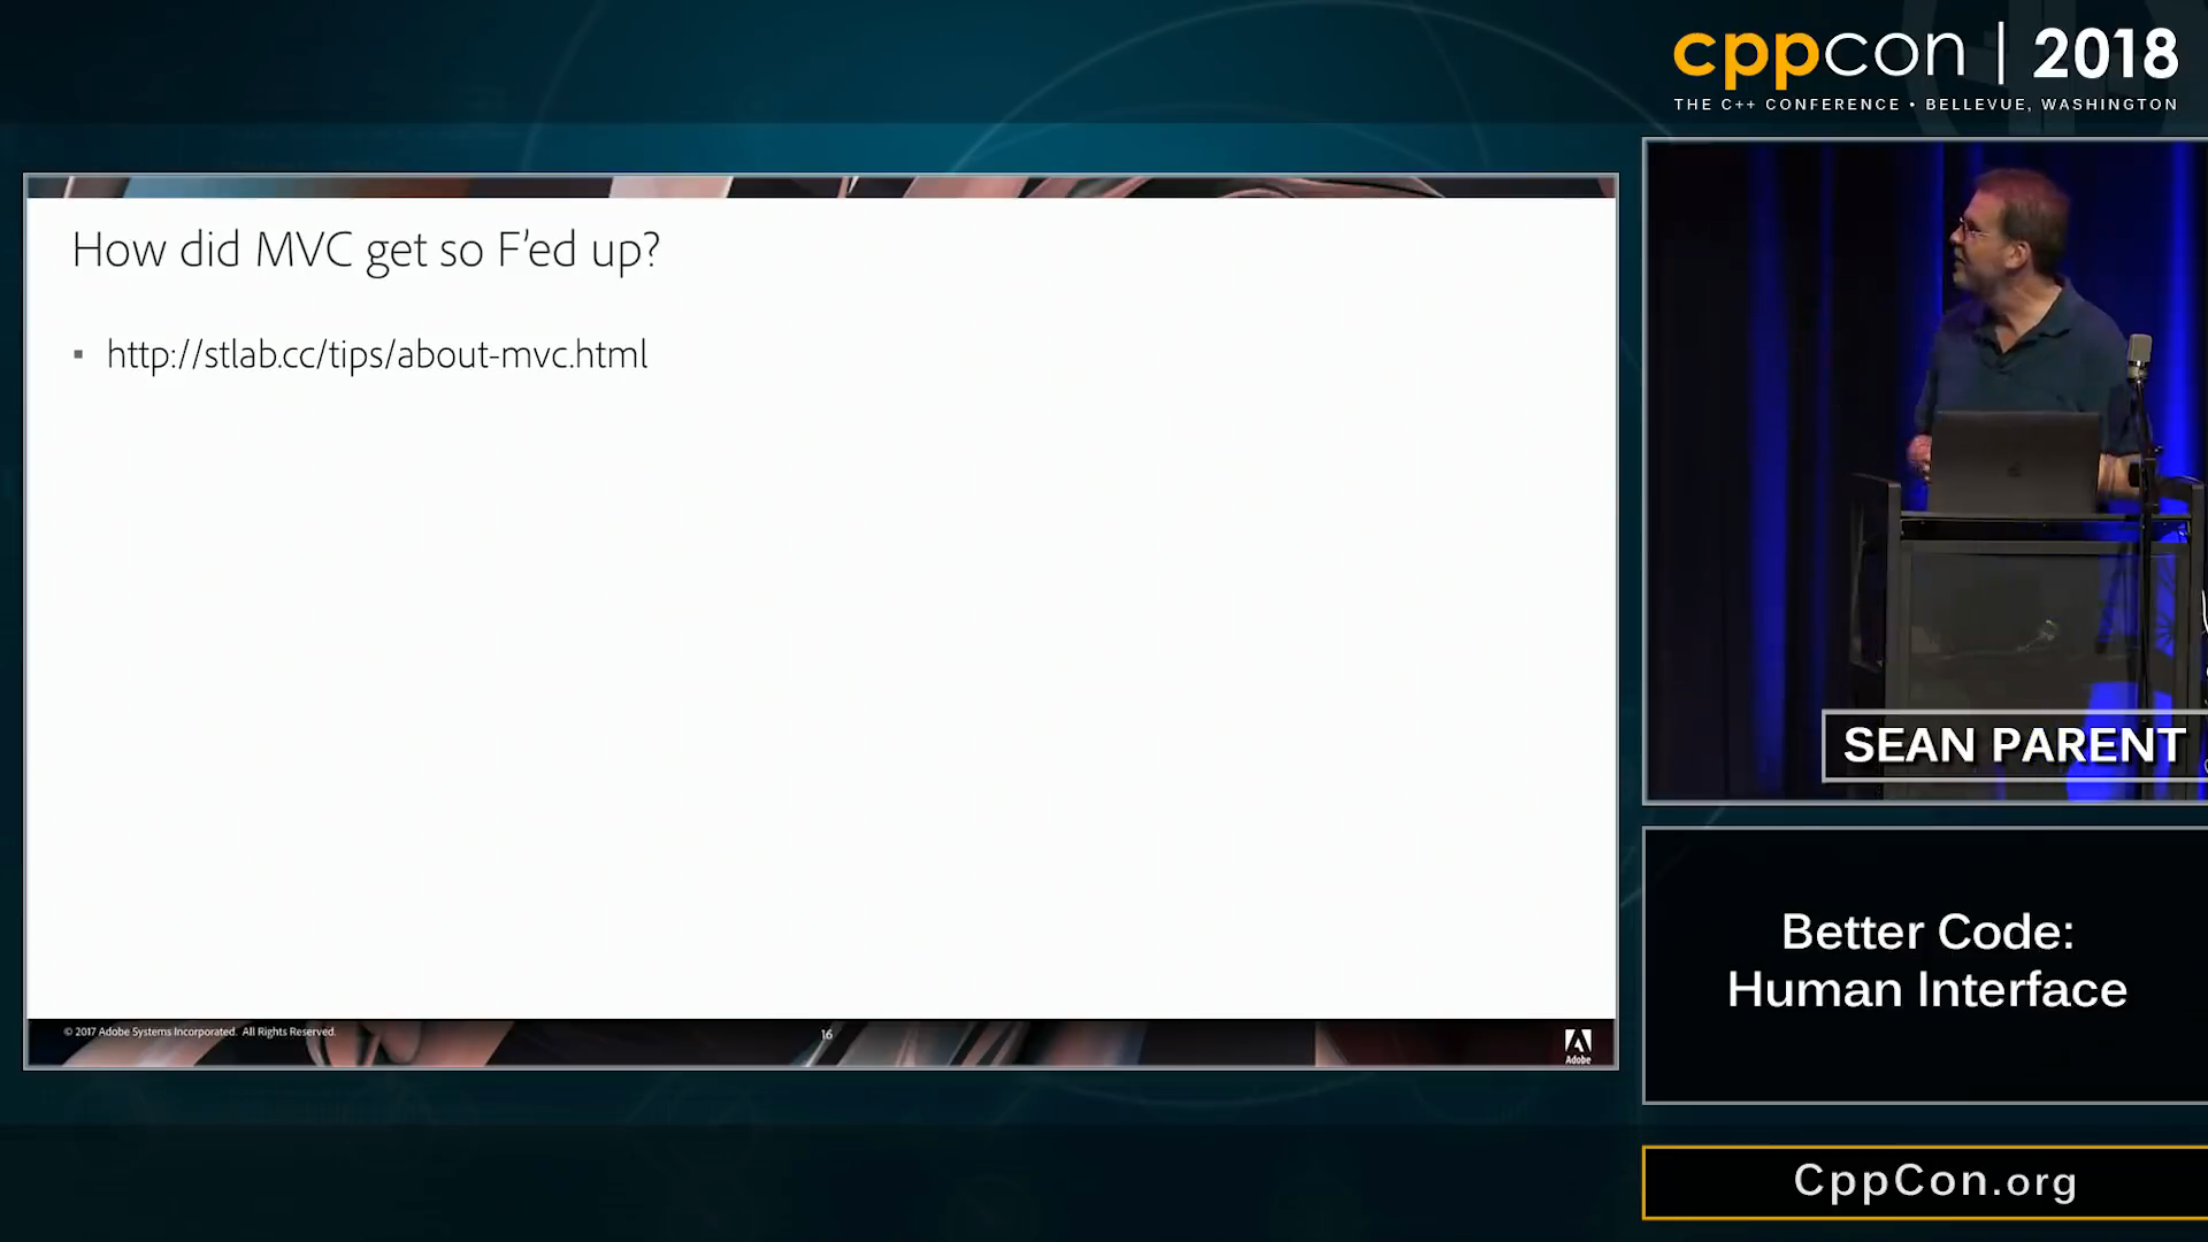 cppcon | 2018
THE C++ CONFERENCE • BELLEVUE, WASHINGTON
How did MVC get so F'ed up?
▪ http://stlab.cc/tips/about-mvc.html
© 2017 Adobe Systems Incorporated. All Rights Reserved.
16
Adobe
SEAN PARENT
Better Code:
Human Interface
CppCon.org